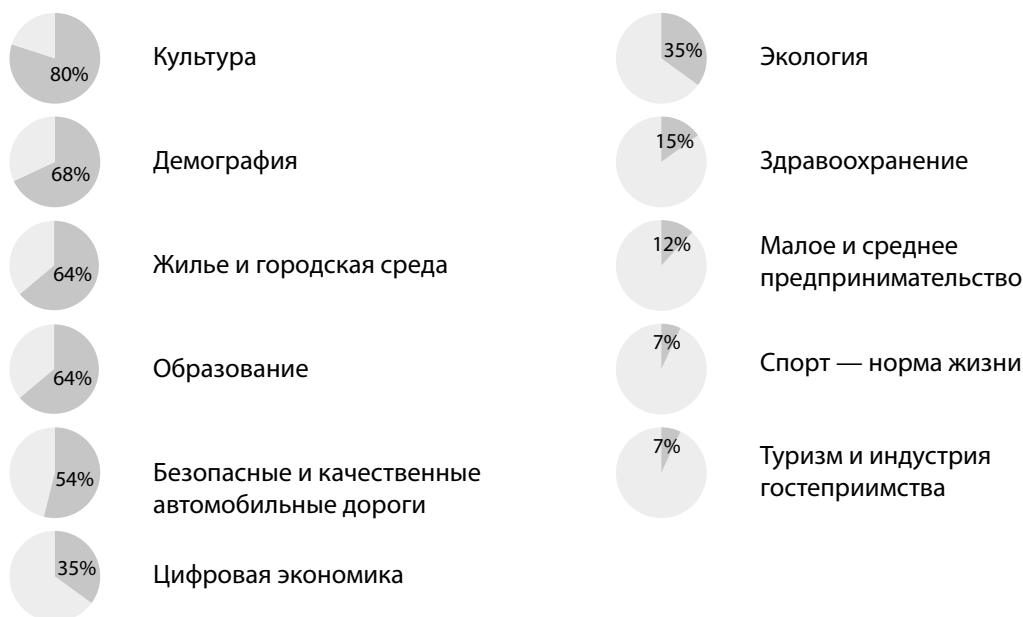 80%
Культура
68%
Демография
64%
Жилье и городская среда
64%
Образование
54%
Безопасные и качественные
автомобильные дороги
35%
Цифровая экономика
35%
Экология
15%
Здравоохранение
12%
Малое и среднее
предпринимательство
7%
Спорт — норма жизни
7%
Туризм и индустрия
гостеприимства